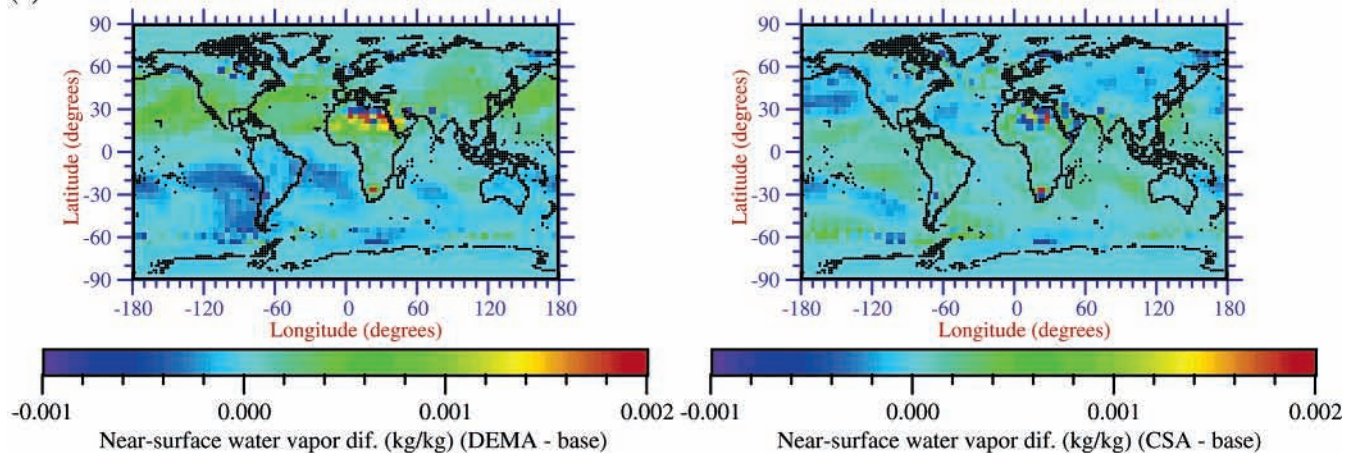 90
60
30
0
-30
-60
-90
Latitude (degrees)
-180 -120 -60 0 60 120 180
Longitude (degrees)
-0.001 0.000 0.001 0.002
Near-surface water vapor dif. (kg/kg) (DEMA - base)
90
60
30
0
-30
-60
-90
Latitude (degrees)
-180 -120 -60 0 60 120 180
Longitude (degrees)
-0.001 0.000 0.001 0.002
Near-surface water vapor dif. (kg/kg) (CSA - base)